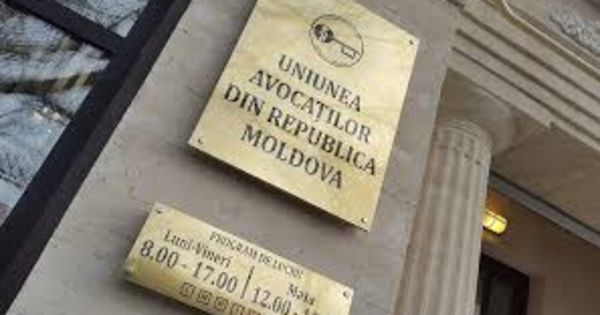 UNIUNEA
AVOCAȚILOR
DIN REPUBLICA
MOLDOVA
PROGRAM DE LUCRU
Luni-Vineri
8.00 - 17.00
Masa
12.00 -